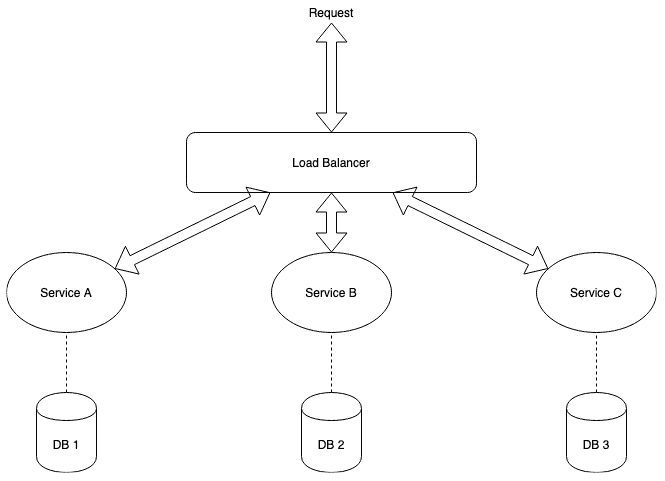 Request
Load Balancer
Service A
Service B
Service C
DB 1
DB 2
DB 3